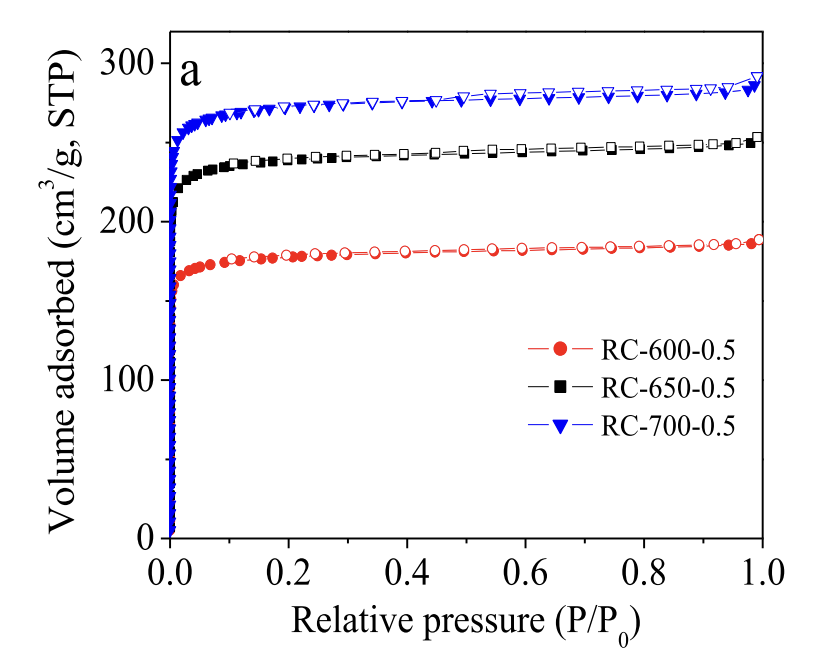 a
Volume adsorbed (cm³/g, STP)
300
200
100
0
RC-600-0.5
RC-650-0.5
RC-700-0.5
0.0 0.2 0.4 0.6 0.8 1.0
Relative pressure (P/P₀)